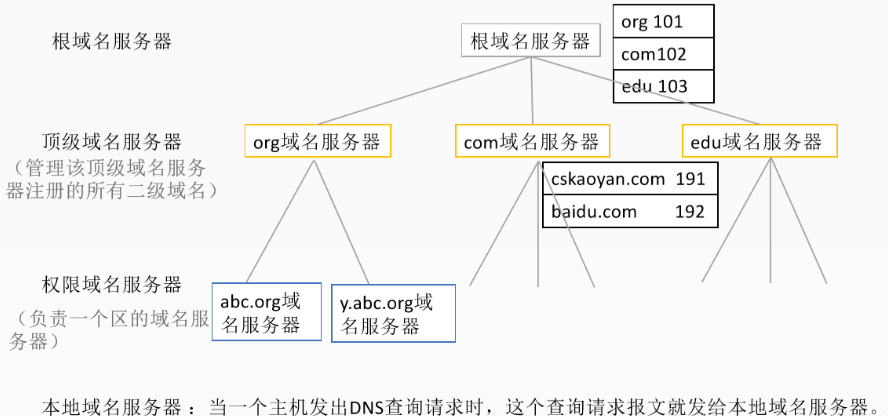 根域名服务器
根域名服务器
org 101
com102
edu 103
顶级域名服务器
（管理该顶级域名服务
器注册的所有二级域名）
org域名服务器
com域名服务器
edu域名服务器
cskaoyan.com 191
baidu.com 192
权限域名服务器
（负责一个区的域名服
务器）
abc.org域
名服务器
y.abc.org域
名服务器
本地域名服务器：当一个主机发出DNS查询请求时，这个查询请求报文就发给本地域名服务器。